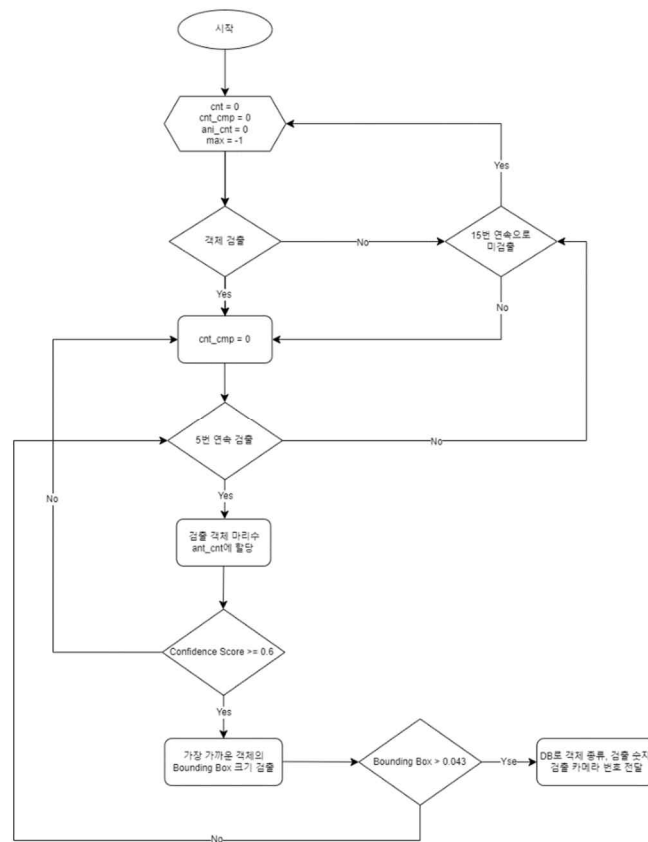 시작
cnt = 0
cnt_cmp = 0
ani_cnt = 0
max = -1
Yes
객체 검출
No
15번 연속으로
미검출
Yes
No
cnt_cmp = 0
5번 연속 검출
No
No
Yes
검출 객체 마리수
ant_cnt에 할당
Confidence Score >= 0.6
Yes
가장 가까운 객체의
Bounding Box 크기 검출
Bounding Box > 0.043
Yse
DB로 객체 종류, 검출 숫자
검출 카메라 번호 전달
No